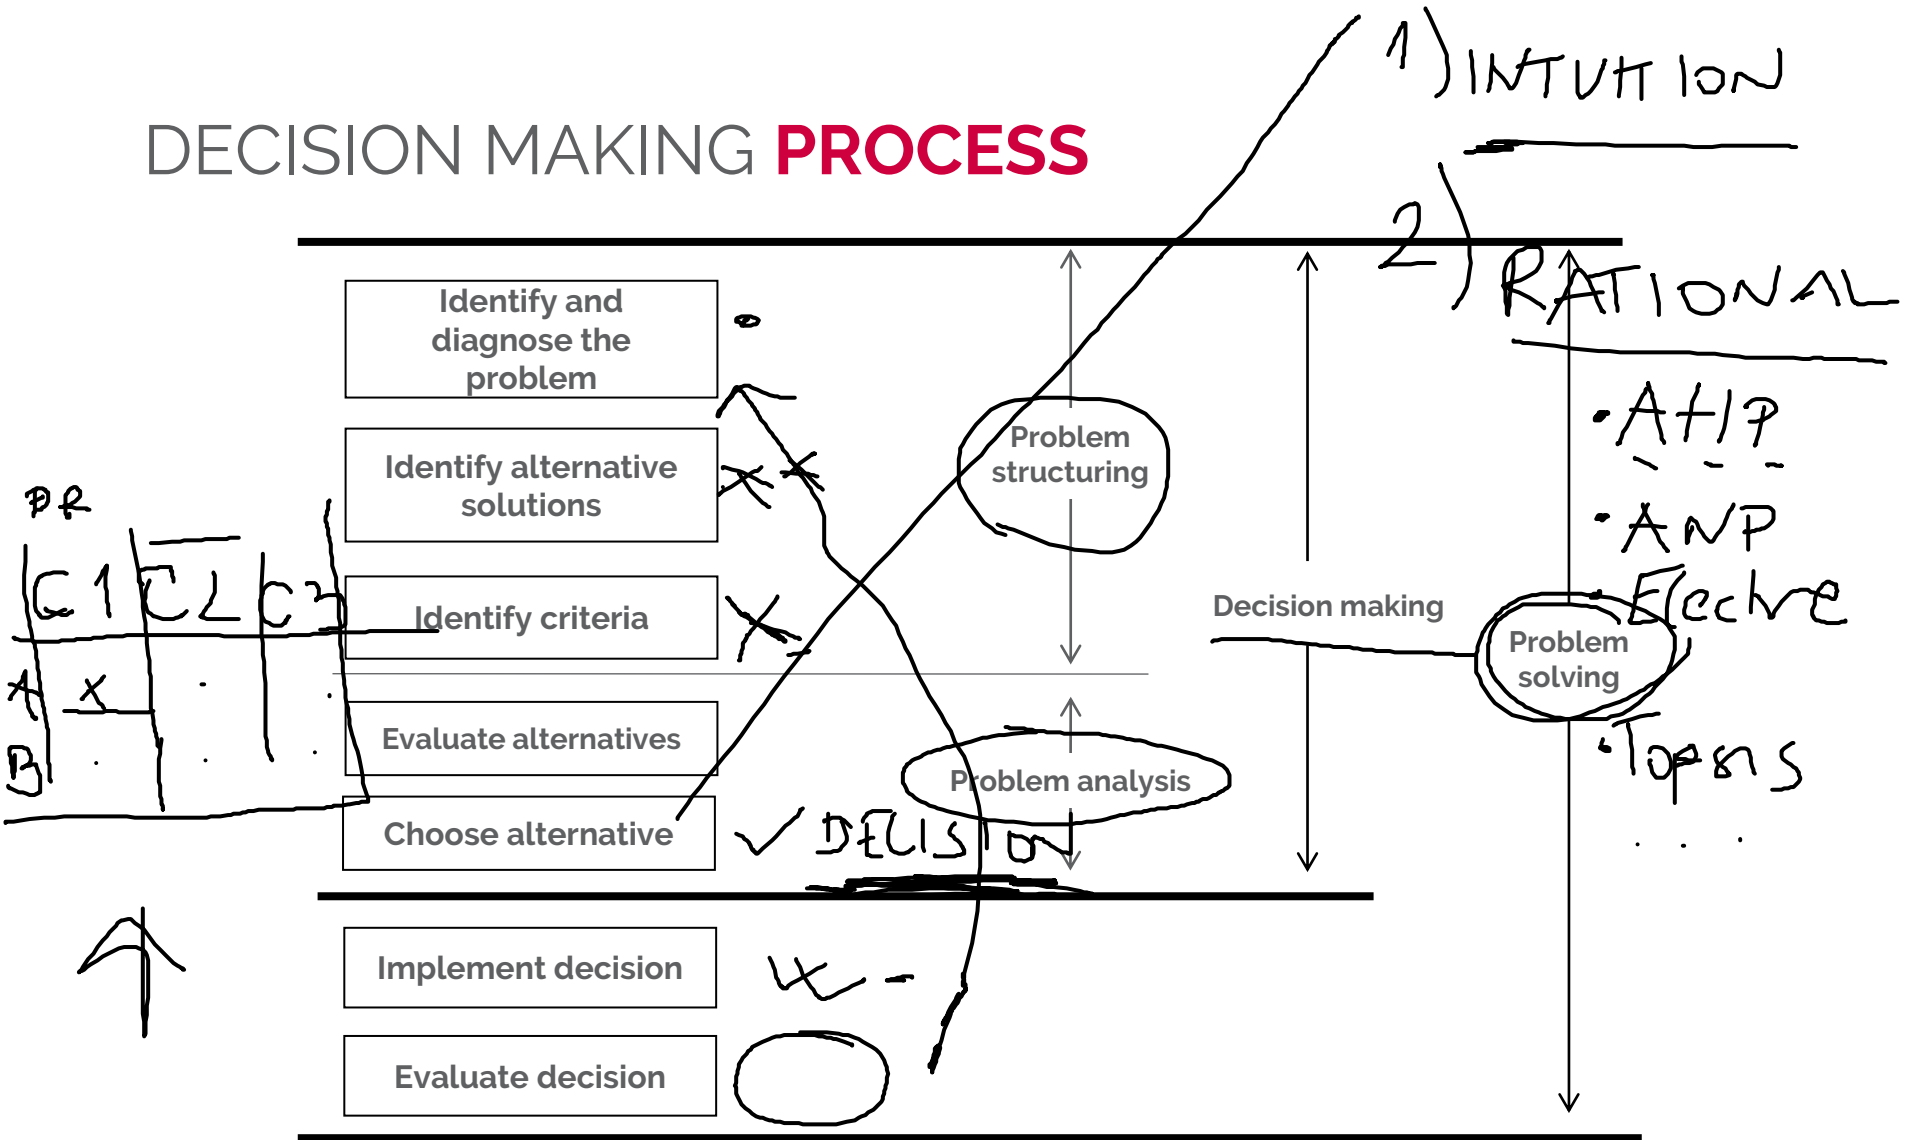 1) INTUITION
DECISION MAKING PROCESS
2) RATIONAL
Identify and
diagnose the
problem
• AHP
Problem
structuring
Identify alternative
solutions
• ANP
C1 C2 C3
Identify criteria
Decision making
• Electre
Problem
solving
A X . .
Evaluate alternatives
• Topsis
B . . .
Problem analysis
Choose alternative
✓ DECISION
. . .
Implement decision
Evaluate decision